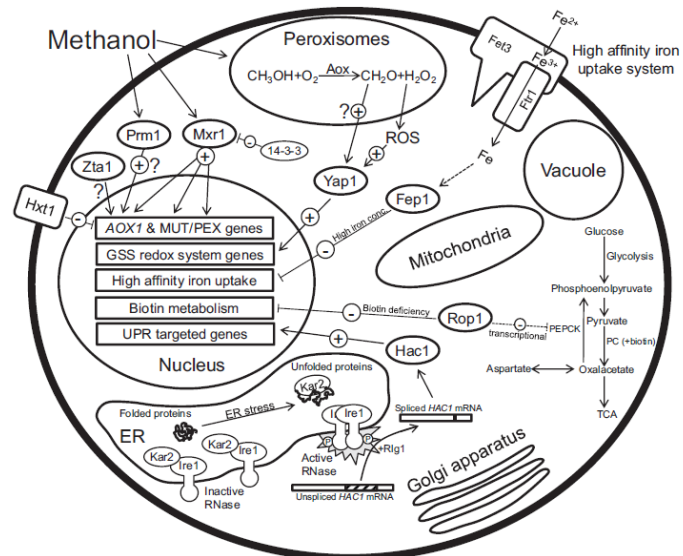 Methanol
Peroxisomes
CH₃OH+O₂ Aox CH₂O+H₂O₂
?
+
ROS
+
Fet3
Fe²⁺
Fe³⁺
Ftr1
High affinity iron
uptake system
Fe
Prm1
Mxr1
-
14-3-3
Zta1
+
?
+
?
Yap1
+
Fep1
Hxt1
-
High iron conc.
-
Vacuole
AOX1 & MUT/PEX genes
GSS redox system genes
High affinity iron uptake
Biotin metabolism
UPR targeted genes
Nucleus
Mitochondria
-
Biotin deficiency
Rop1
-
transcriptional
+
Hac1
Glucose
Glycolysis
Phosphoenolpyruvate
PEPCK
Pyruvate
PC (+biotin)
Aspartate
Oxalacetate
TCA
Unfolded proteins
Kar2
Folded proteins
ER stress
ER
I
Ire1
P
P
+Rlg1
Active
RNase
Spliced HAC1 mRNA
Kar2
Ire1
Kar2
Ire1
Inactive
RNase
Unspliced HAC1 mRNA
Golgi apparatus